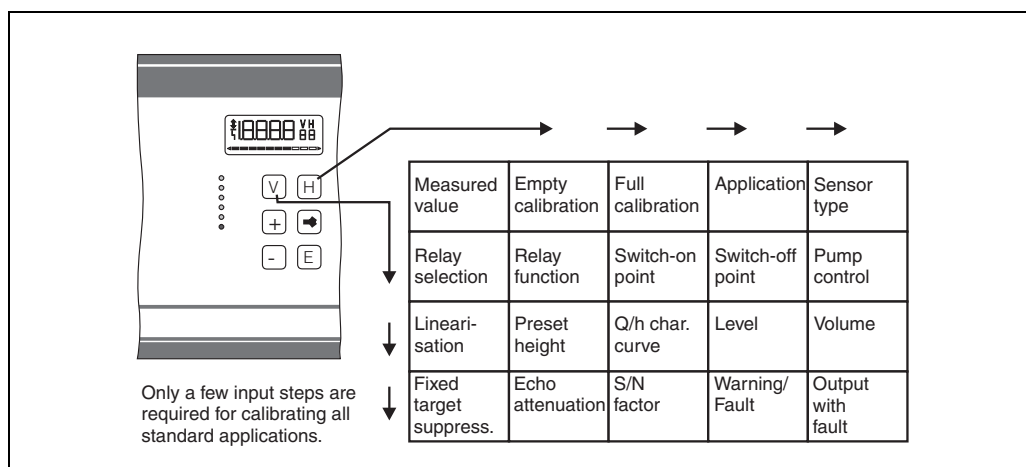 18888 V H 88
V H
+
- E
Only a few input steps are
required for calibrating all
standard applications.
Measured
value
Empty
calibration
Full
calibration
Application
Sensor
type
Relay
selection
Relay
function
Switch-on
point
Switch-off
point
Pump
control
Lineari-
sation
Preset
height
Q/h char.
curve
Level
Volume
Fixed
target
suppress.
Echo
attenuation
S/N
factor
Warning/
Fault
Output
with
fault